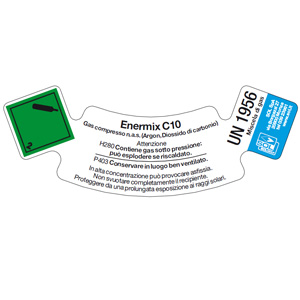 Enermix C10
Gas compresso n.a.s. (Argon, Diossido di carbonio)
Attenzione
H280 Contiene gas sotto pressione:
può esplodere se riscaldato.
P403 Conservare in luogo ben ventilato.
In alta concentrazione può provocare asfissia.
Non svuotare completamente il recipiente.
Proteggere da una prolungata esposizione ai raggi solari.
2
UN 1956
Miscela di gas
SOL